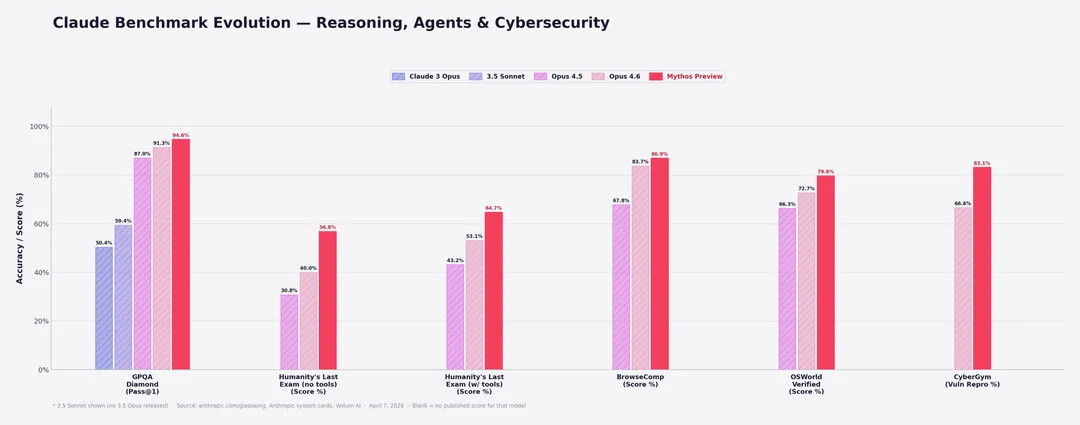 Claude Benchmark Evolution — Reasoning, Agents & Cybersecurity
Claude 3 Opus 3.5 Sonnet Opus 4.5 Opus 4.6 Mythos Preview
Accuracy / Score (%)
100%
80%
60%
40%
20%
0%
50.4%
59.4%
87.0%
91.3%
94.6%
30.8%
40.0%
56.8%
43.2%
53.1%
64.7%
67.8%
83.7%
86.9%
66.3%
72.7%
79.6%
66.6%
83.1%
GPQA
Diamond
(Pass@1)
Humanity's Last
Exam (no tools)
(Score %)
Humanity's Last
Exam (w/ tools)
(Score %)
BrowseComp
(Score %)
OSWorld
Verified
(Score %)
CyberGym
(Vuln Repro %)
* 3.5 Sonnet shown (no 3.5 Opus released) · Source: anthropic.com/glasswing, Anthropic system cards, Vellum AI · April 7, 2026 · Blank = no published score for that model